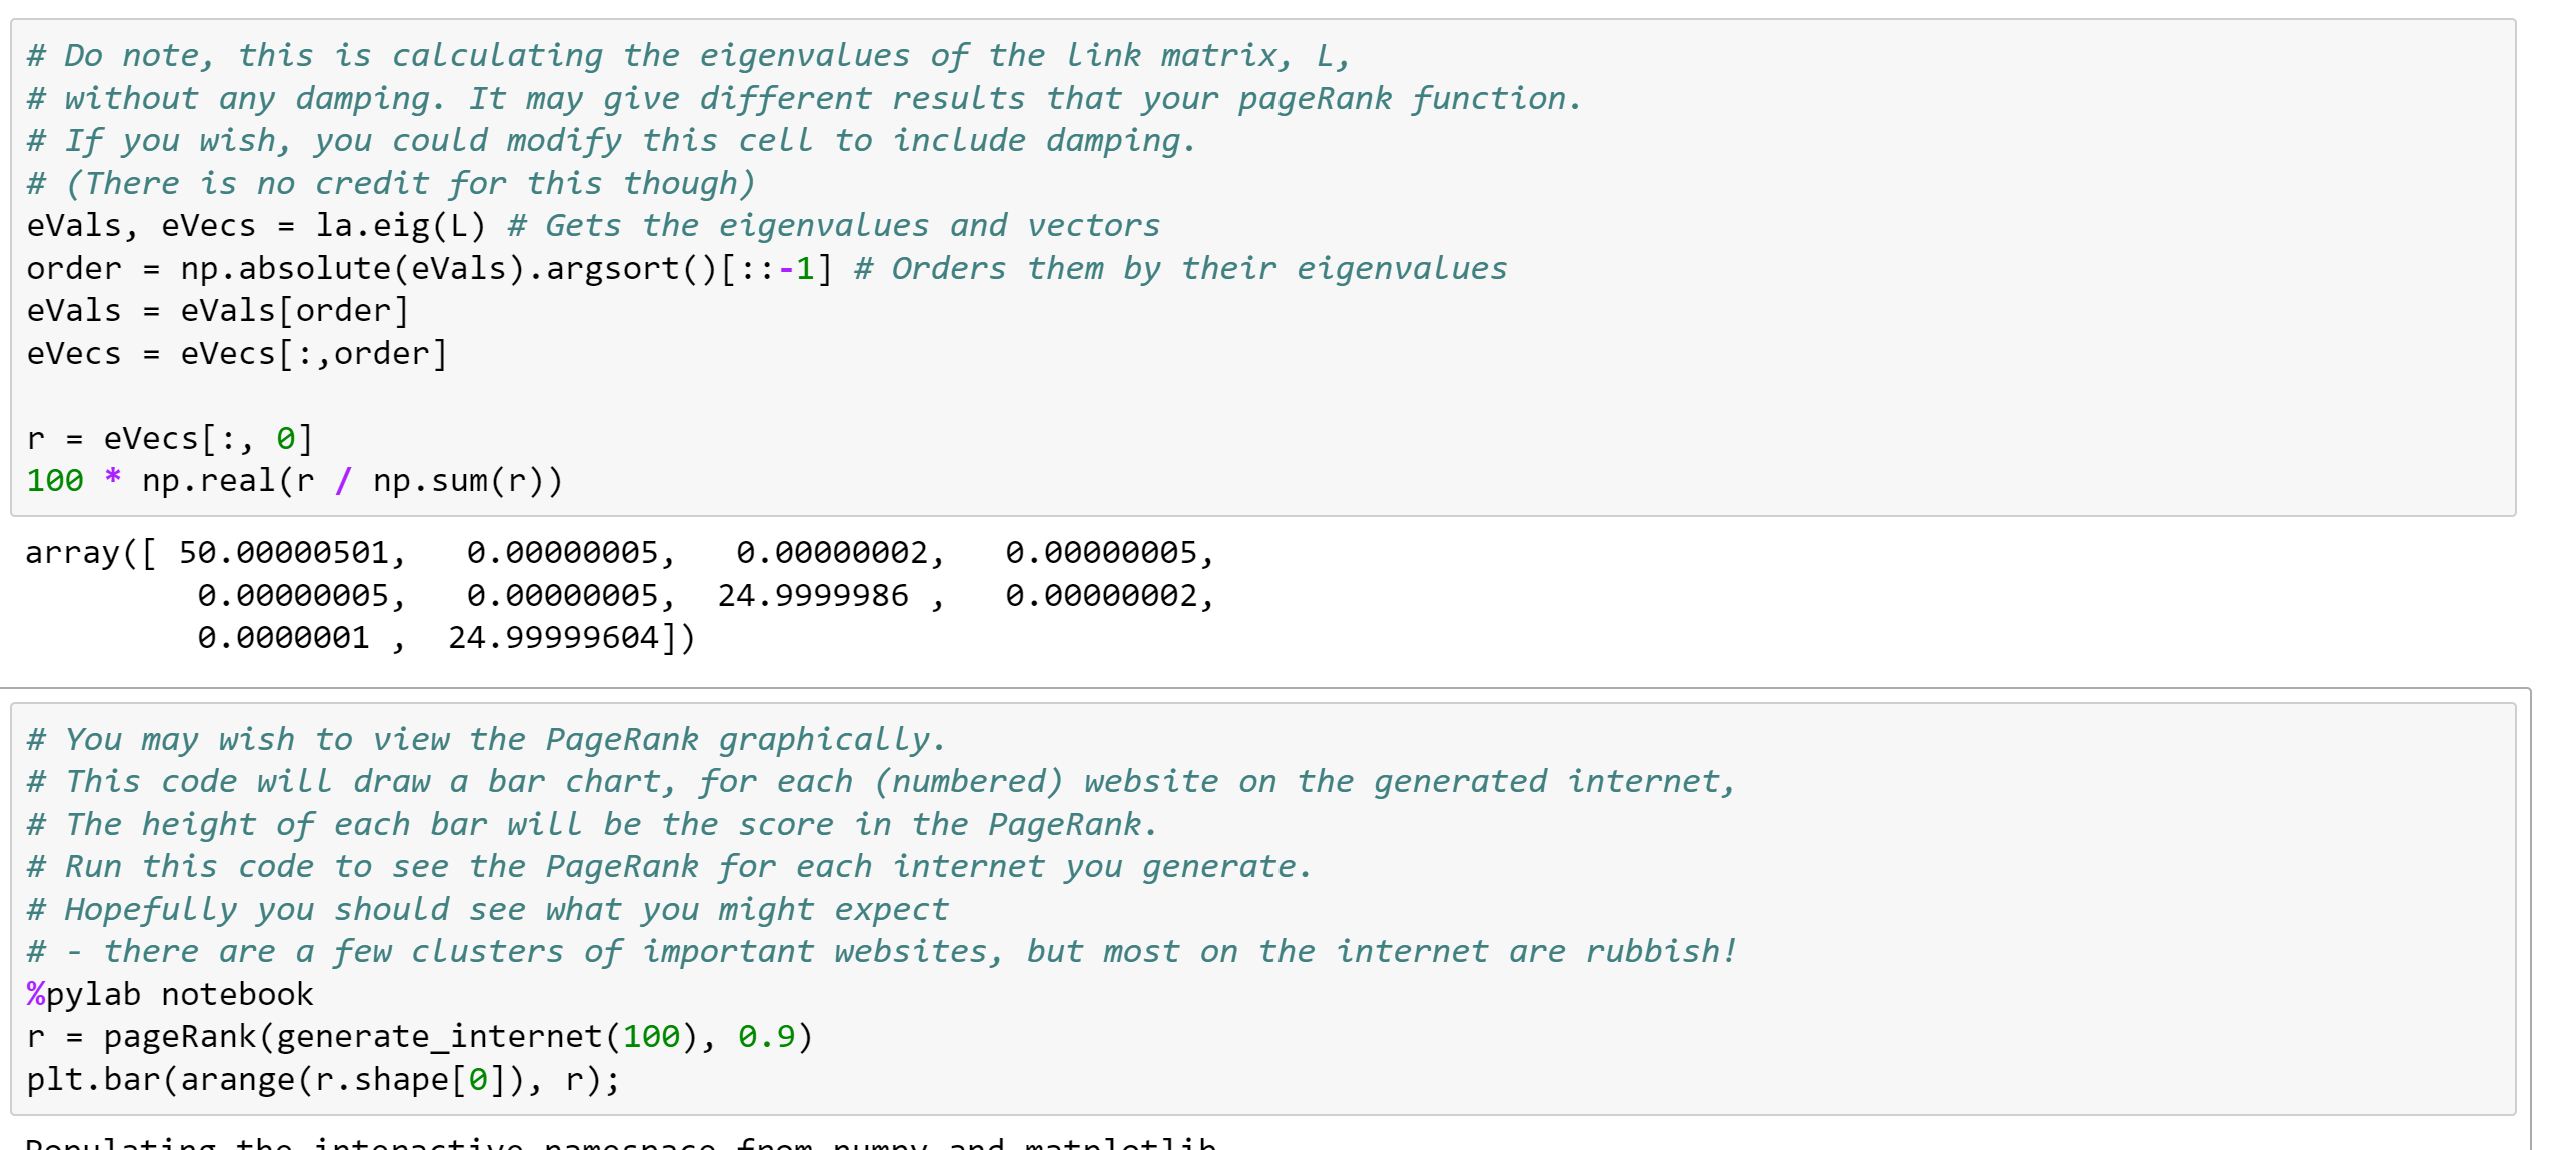 # Do note, this is calculating the eigenvalues of the link matrix, L,
# without any damping. It may give different results that your pageRank function.
# If you wish, you could modify this cell to include damping.
# (There is no credit for this though)
eVals, eVecs = la.eig(L) # Gets the eigenvalues and vectors
order = np.absolute(eVals).argsort()[::-1] # Orders them by their eigenvalues
eVals = eVals[order]
eVecs = eVecs[:,order]
r = eVecs[:, 0]
100 * np.real(r / np.sum(r))
array([ 50.00000501,   0.00000005,   0.00000002,   0.00000005,
         0.00000005,   0.00000005,  24.9999986 ,   0.00000002,
         0.0000001 ,  24.99999604])
# You may wish to view the PageRank graphically.
# This code will draw a bar chart, for each (numbered) website on the generated internet,
# The height of each bar will be the score in the PageRank.
# Run this code to see the PageRank for each internet you generate.
# Hopefully you should see what you might expect
# - there are a few clusters of important websites, but most on the internet are rubbish!
%pylab notebook
r = pageRank(generate_internet(100), 0.9)
plt.bar(arange(r.shape[0]), r);
Populating the interactive namespace from numpy and matplotlib